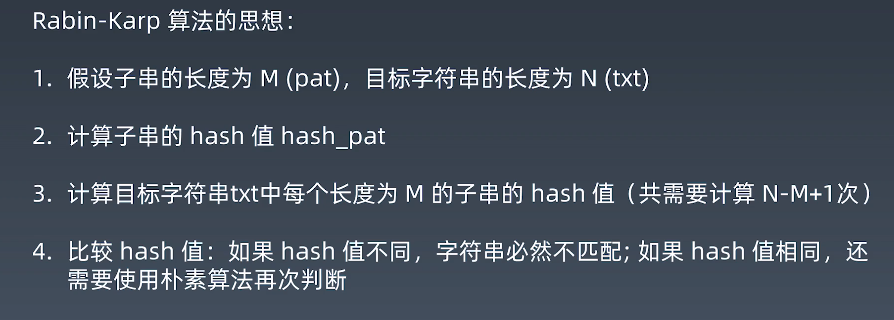 Rabin-Karp 算法的思想：
1. 假设子串的长度为 M (pat)，目标字符串的长度为 N (txt)
2. 计算子串的 hash 值 hash_pat
3. 计算目标字符串txt中每个长度为 M 的子串的 hash 值（共需要计算 N-M+1次）
4. 比较 hash 值：如果 hash 值不同，字符串必然不匹配; 如果 hash 值相同，还
需要使用朴素算法再次判断